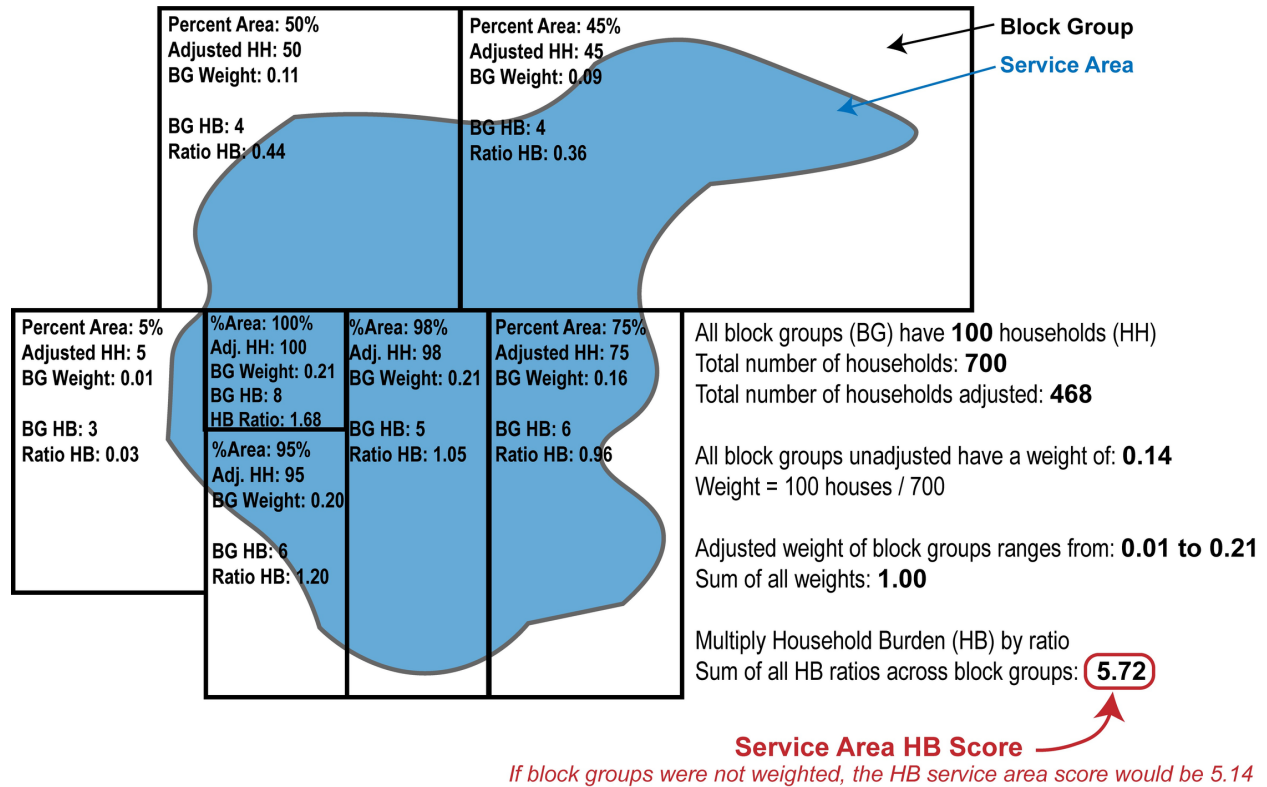 Percent Area: 50%
Adjusted HH: 50
BG Weight: 0.11
BG HB: 4
Ratio HB: 0.44
Percent Area: 45%
Adjusted HH: 45
BG Weight: 0.09
BG HB: 4
Ratio HB: 0.36
Block Group
Service Area
Percent Area: 5%
Adjusted HH: 5
BG Weight: 0.01
BG HB: 3
Ratio HB: 0.03
%Area: 100%
Adj. HH: 100
BG Weight: 0.21
BG HB: 8
HB Ratio: 1.68
%Area: 95%
Adj. HH: 95
BG Weight: 0.20
BG HB: 6
Ratio HB: 1.20
%Area: 98%
Adj. HH: 98
BG Weight: 0.21
BG HB: 5
Ratio HB: 1.05
Percent Area: 75%
Adjusted HH: 75
BG Weight: 0.16
BG HB: 6
Ratio HB: 0.96
All block groups (BG) have 100 households (HH)
Total number of households: 700
Total number of households adjusted: 468
All block groups unadjusted have a weight of: 0.14
Weight = 100 houses / 700
Adjusted weight of block groups ranges from: 0.01 to 0.21
Sum of all weights: 1.00
Multiply Household Burden (HB) by ratio
Sum of all HB ratios across block groups: 5.72
Service Area HB Score
If block groups were not weighted, the HB service area score would be 5.14